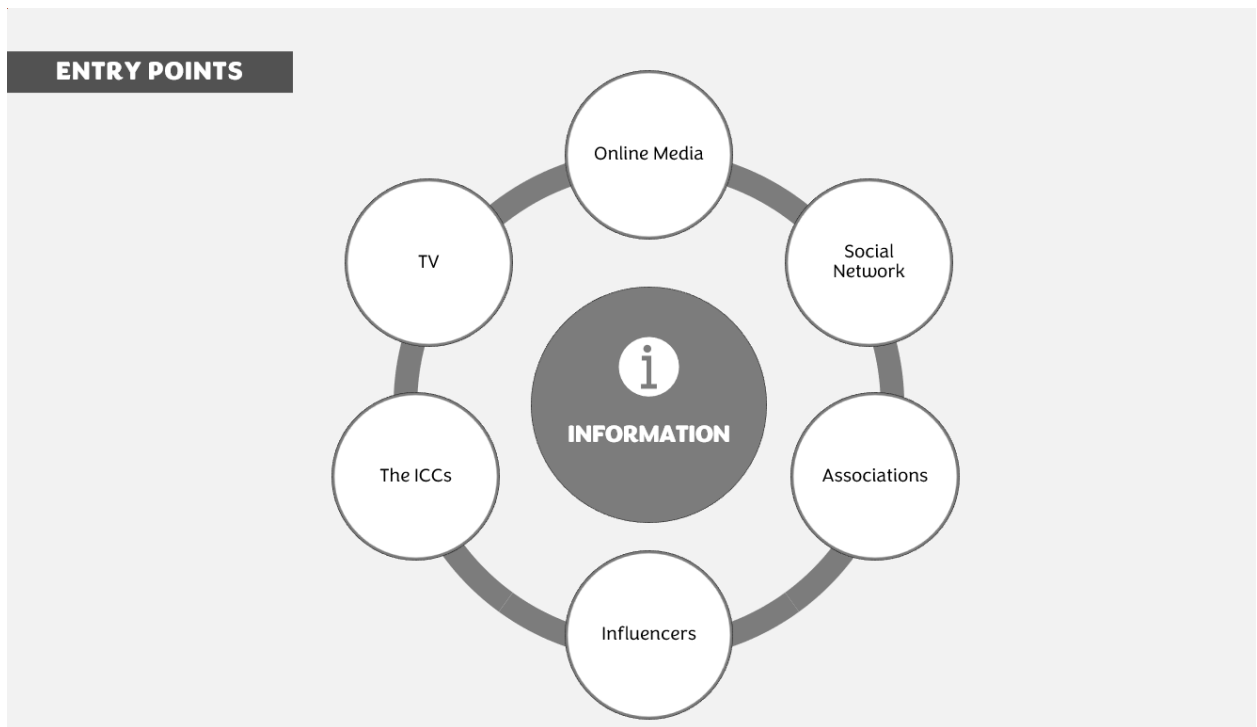 ENTRY POINTS
Online Media
Social
Network
TV
i
INFORMATION
The ICCs
Associations
Influencers